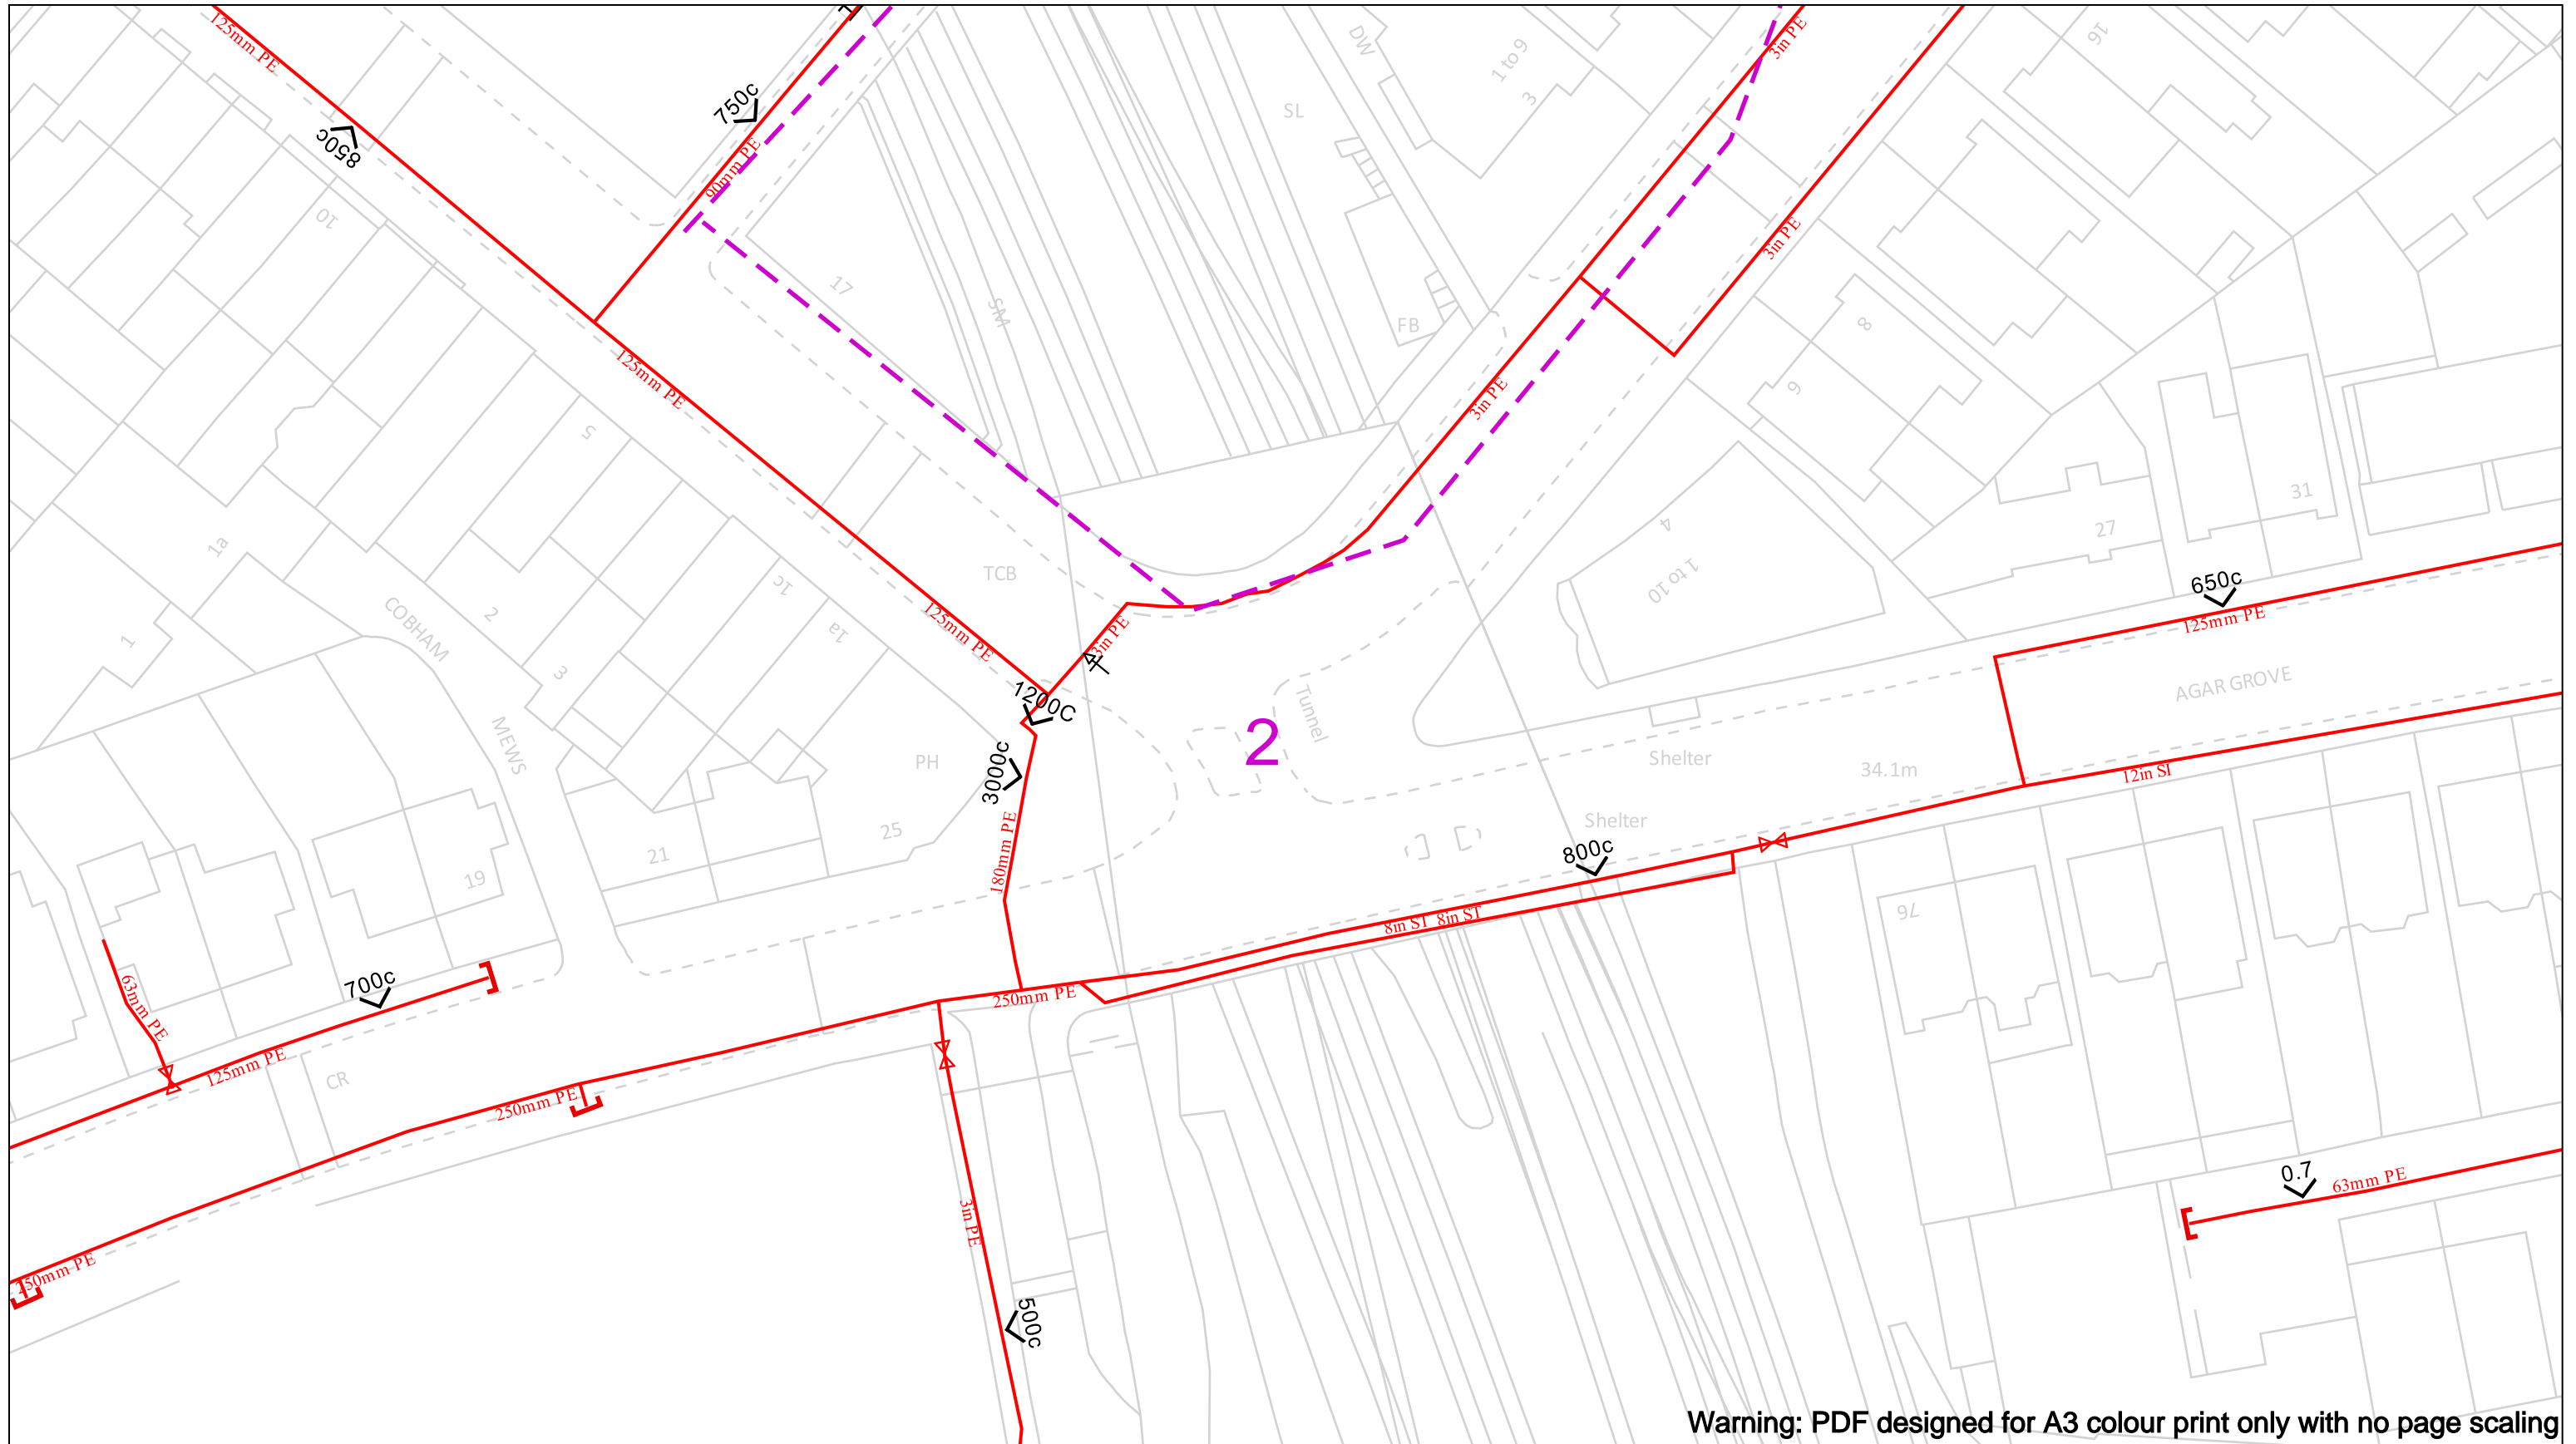 125mm PE
850c
750c
90mm PE
DW
1 to 9
3
SL
3in PE
16
10
17
SM
FB
3in PE
8
9
125mm PE
5
3in PE
31
27
4
1 to 10
TCB
1c
1a
1a
1
COBHAM
MEWS
2
3
125mm PE
3in PE
1200C
3000c
PH
2
Tunnel
650c
125mm PE
AGAR GROVE
Shelter
34.1m
12in SI
Shelter
800c
25
21
19
180mm PE
8in ST
8in ST
76
700c
63mm PE
125mm PE
CR
250mm PE
250mm PE
250mm PE
3in PE
500c
0.7
63mm PE
Warning: PDF designed for A3 colour print only with no page scaling